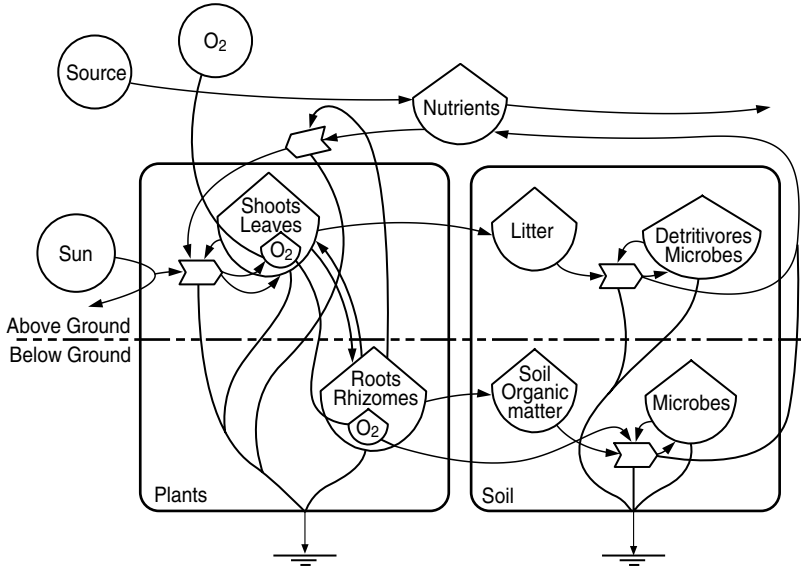 O2
Source
Nutrients
Shoots
Leaves
O2
Sun
Litter
Detritivores
Microbes
Above Ground
Below Ground
Roots
Rhizomes
O2
Soil
Organic
matter
Microbes
Plants
Soil